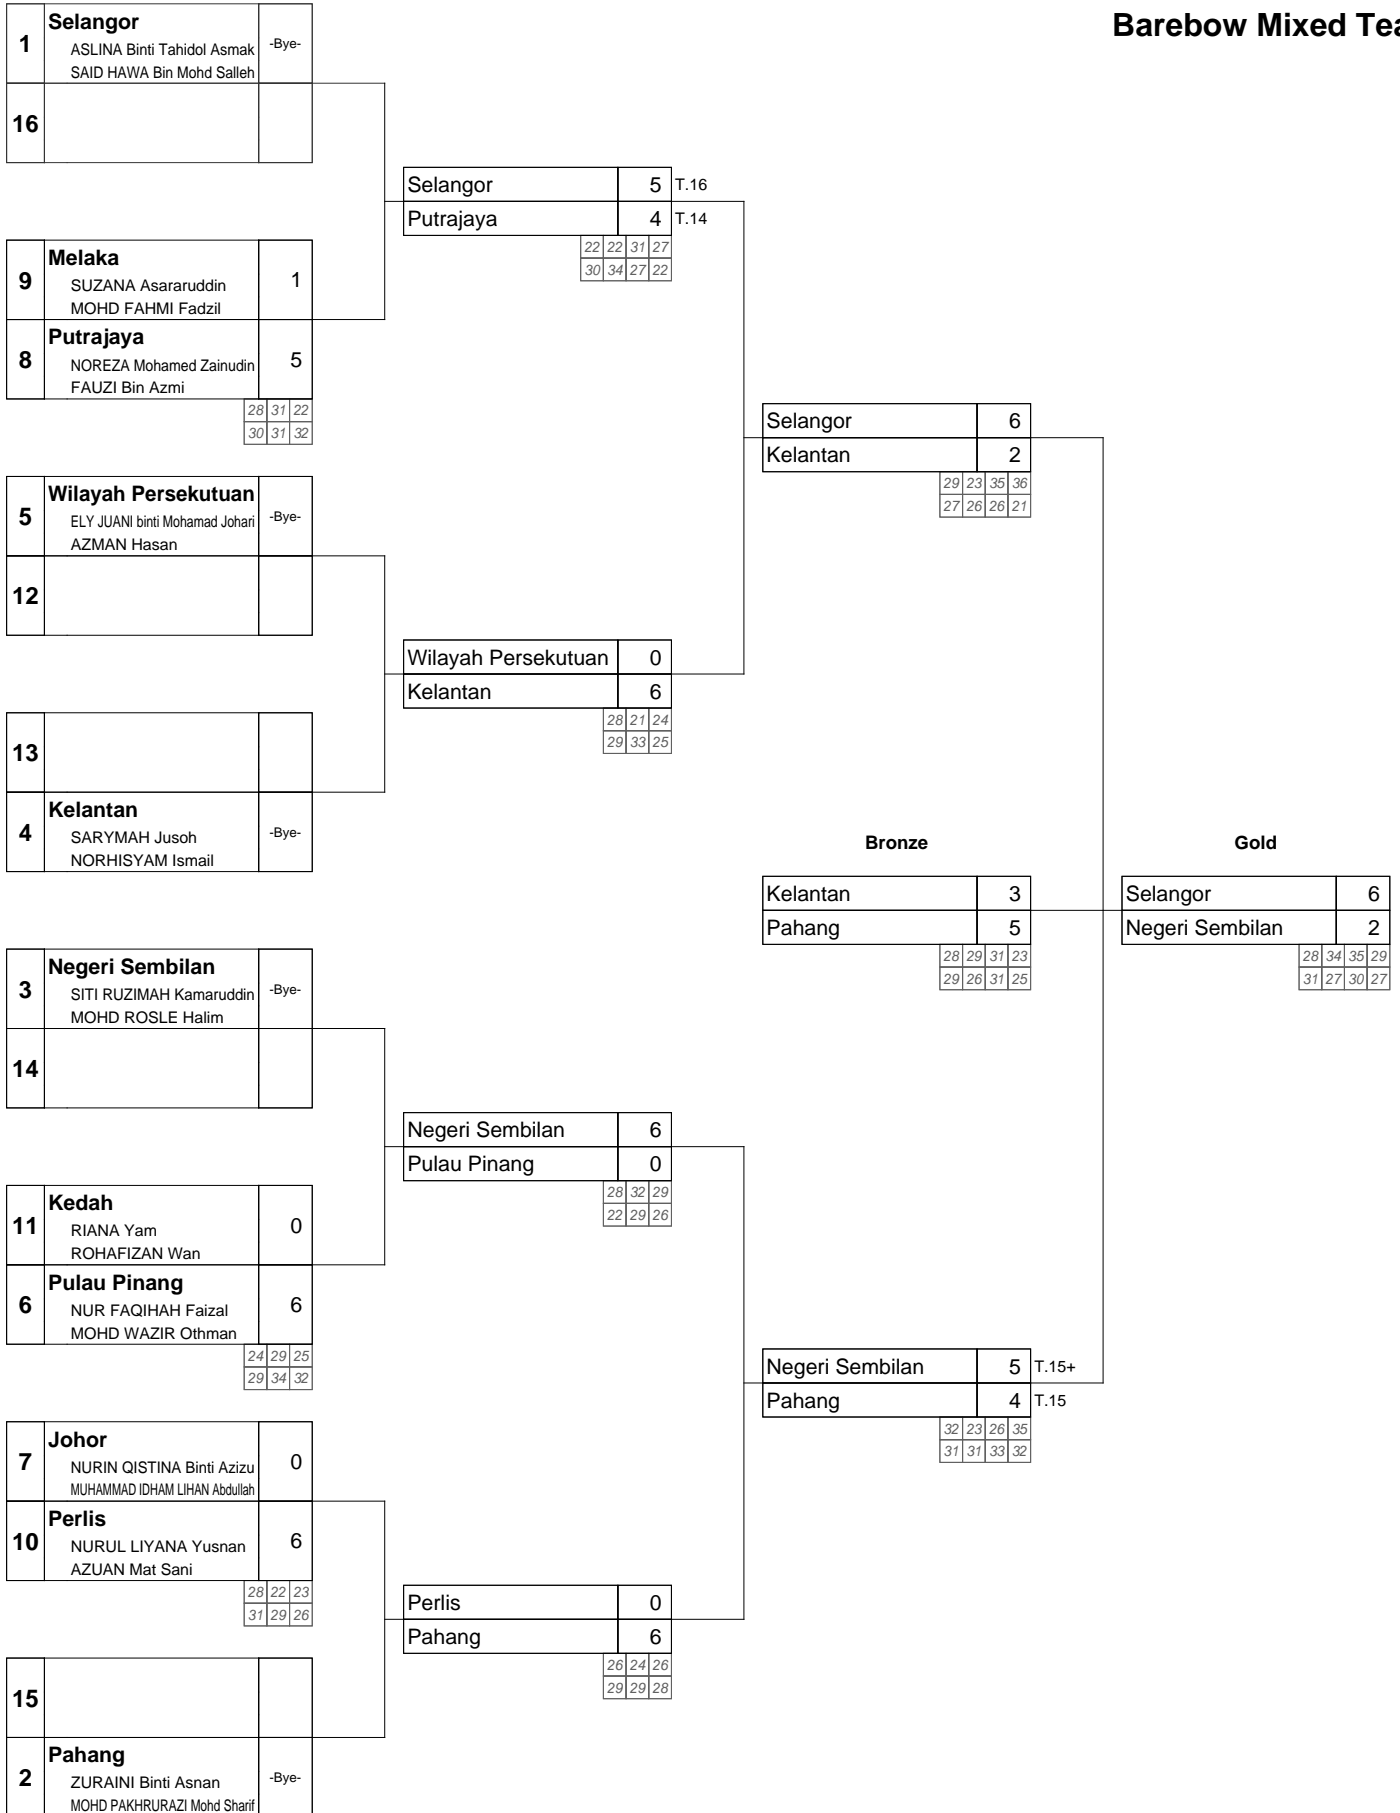 Barebow Mixed Tea
1
Selangor
ASLINA Binti Tahidol Asmak
SAID HAWA Bin Mohd Salleh
-Bye-
16
9
Melaka
SUZANA Asararuddin
MOHD FAHMI Fadzil
1
8
Putrajaya
NOREZA Mohamed Zainudin
FAUZI Bin Azmi
5
28 31 22
30 31 32
5
Wilayah Persekutuan
ELY JUANI binti Mohamad Johari
AZMAN Hasan
-Bye-
12
13
4
Kelantan
SARYMAH Jusoh
NORHISYAM Ismail
-Bye-
3
Negeri Sembilan
SITI RUZIMAH Kamaruddin
MOHD ROSLE Halim
-Bye-
14
11
Kedah
RIANA Yam
ROHAFIZAN Wan
0
6
Pulau Pinang
NUR FAQIHAH Faizal
MOHD WAZIR Othman
6
24 29 25
29 34 32
7
Johor
NURIN QISTINA Binti Azizu
MUHAMMAD IDHAM LIHAN Abdullah
0
10
Perlis
NURUL LIYANA Yusnan
AZUAN Mat Sani
6
28 22 23
31 29 26
15
2
Pahang
ZURAINI Binti Asnan
MOHD PAKHRURAZI Mohd Sharif
-Bye-
Selangor 5 T.16
Putrajaya 4 T.14
22 22 31 27
30 34 27 22
Wilayah Persekutuan 0
Kelantan 6
28 21 24
29 33 25
Negeri Sembilan 6
Pulau Pinang 0
28 32 29
22 29 26
Perlis 0
Pahang 6
26 24 26
29 29 28
Selangor 6
Kelantan 2
29 23 35 36
27 26 26 21
Negeri Sembilan 5 T.15+
Pahang 4 T.15
32 23 26 35
31 31 33 32
Bronze
Kelantan 3
Pahang 5
28 29 31 23
29 26 31 25
Gold
Selangor 6
Negeri Sembilan 2
28 34 35 29
31 27 30 27